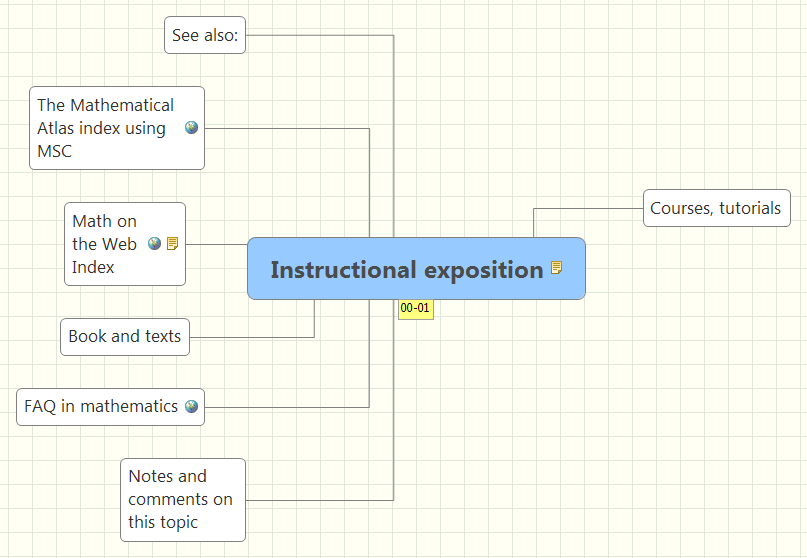 See also:
The Mathematical
Atlas index using
MSC
Math on
the Web
Index
Courses, tutorials
Instructional exposition
00-01
Book and texts
FAQ in mathematics
Notes and
comments on
this topic